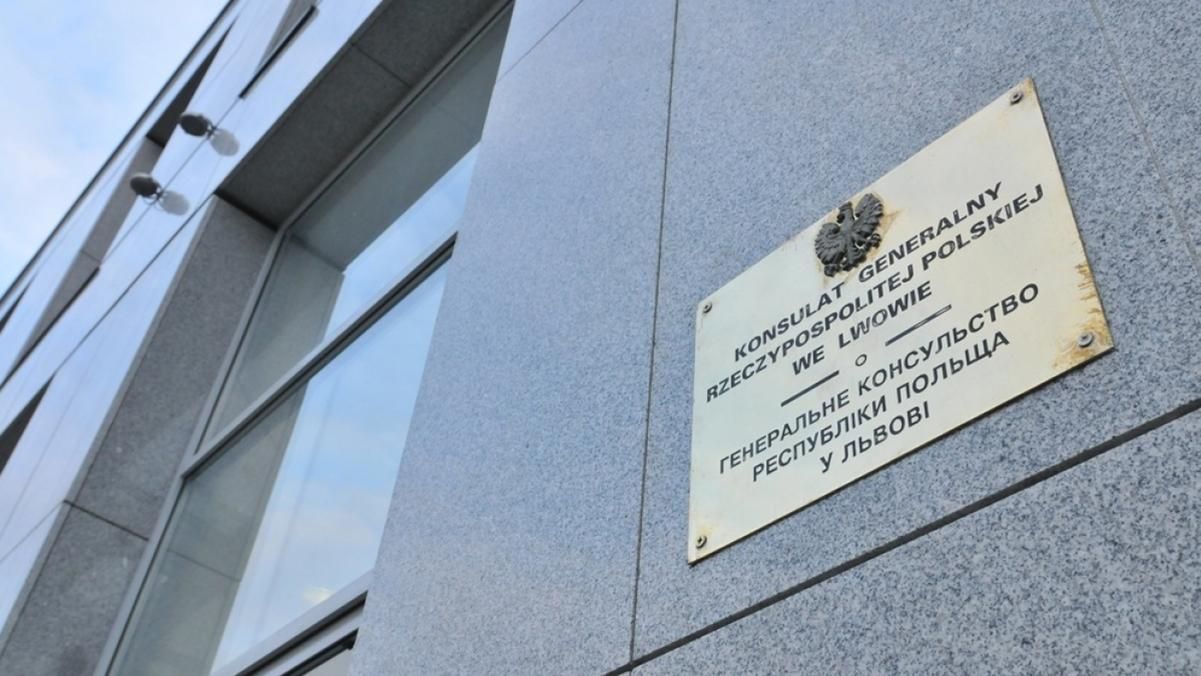 KONSULAT GENERALNY
RZECZYPOSPOLITEJ POLSKIEJ
WE LWOWIE
ГЕНЕРАЛЬНЕ КОНСУЛЬСТВО
РЕСПУБЛІКИ ПОЛЬЩА
У ЛЬВОВІ